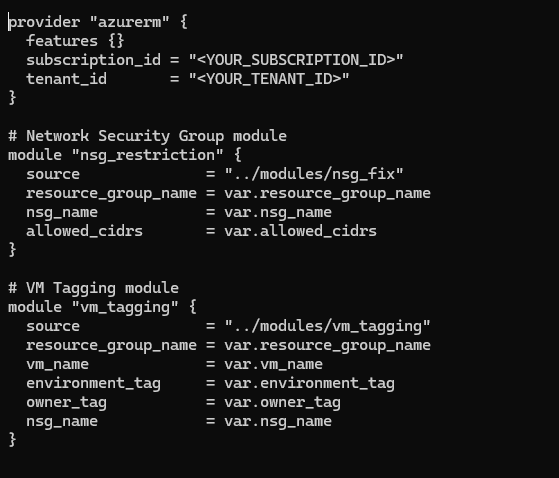 provider "azurerm" {
  features {}
  subscription_id = "<YOUR_SUBSCRIPTION_ID>"
  tenant_id       = "<YOUR_TENANT_ID>"
}

# Network Security Group module
module "nsg_restriction" {
  source              = "../modules/nsg_fix"
  resource_group_name = var.resource_group_name
  nsg_name            = var.nsg_name
  allowed_cidrs       = var.allowed_cidrs
}

# VM Tagging module
module "vm_tagging" {
  source              = "../modules/vm_tagging"
  resource_group_name = var.resource_group_name
  vm_name             = var.vm_name
  environment_tag     = var.environment_tag
  owner_tag           = var.owner_tag
  nsg_name            = var.nsg_name
}